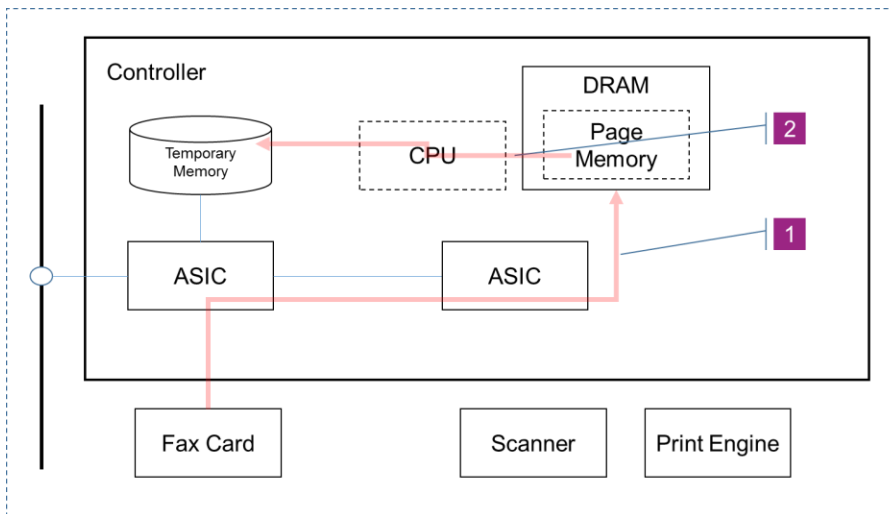 Controller
DRAM
Page
Memory
2
CPU
Temporary
Memory
1
ASIC
ASIC
Fax Card
Scanner
Print Engine